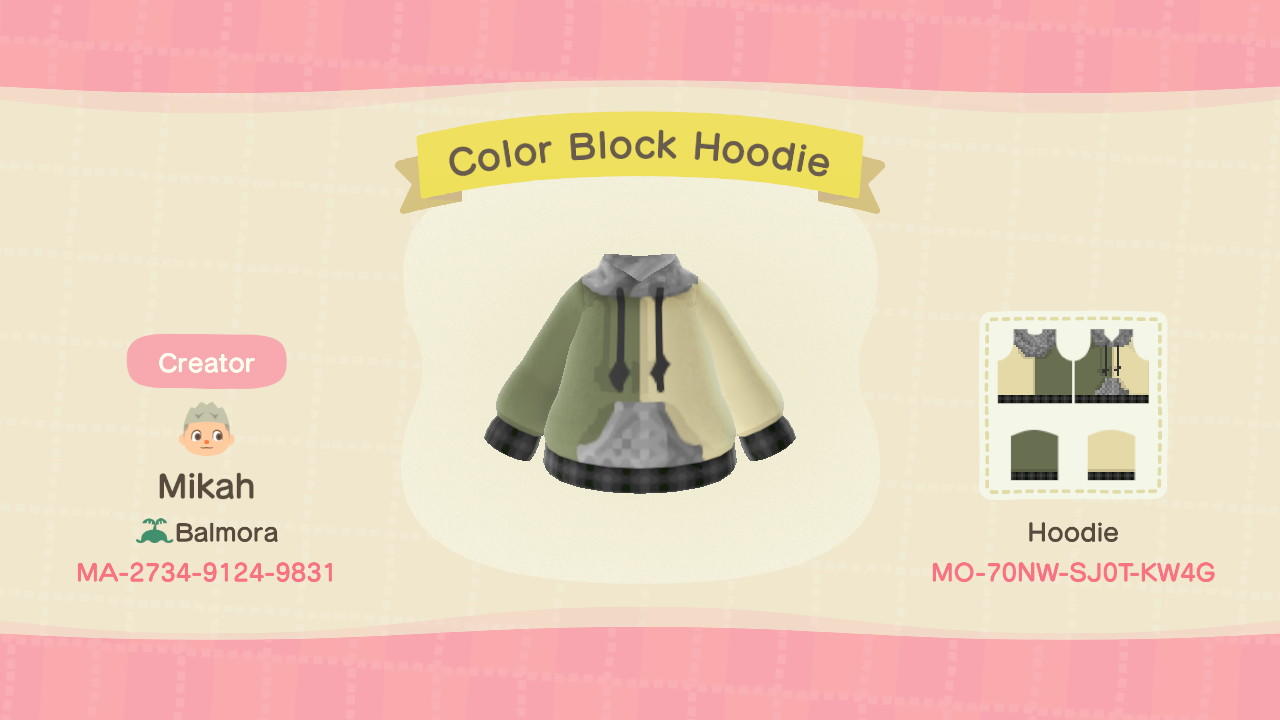 Color Block Hoodie
Creator
Mikah
Balmora
MA-2734-9124-9831
Hoodie
MO-70NW-SJ0T-KW4G